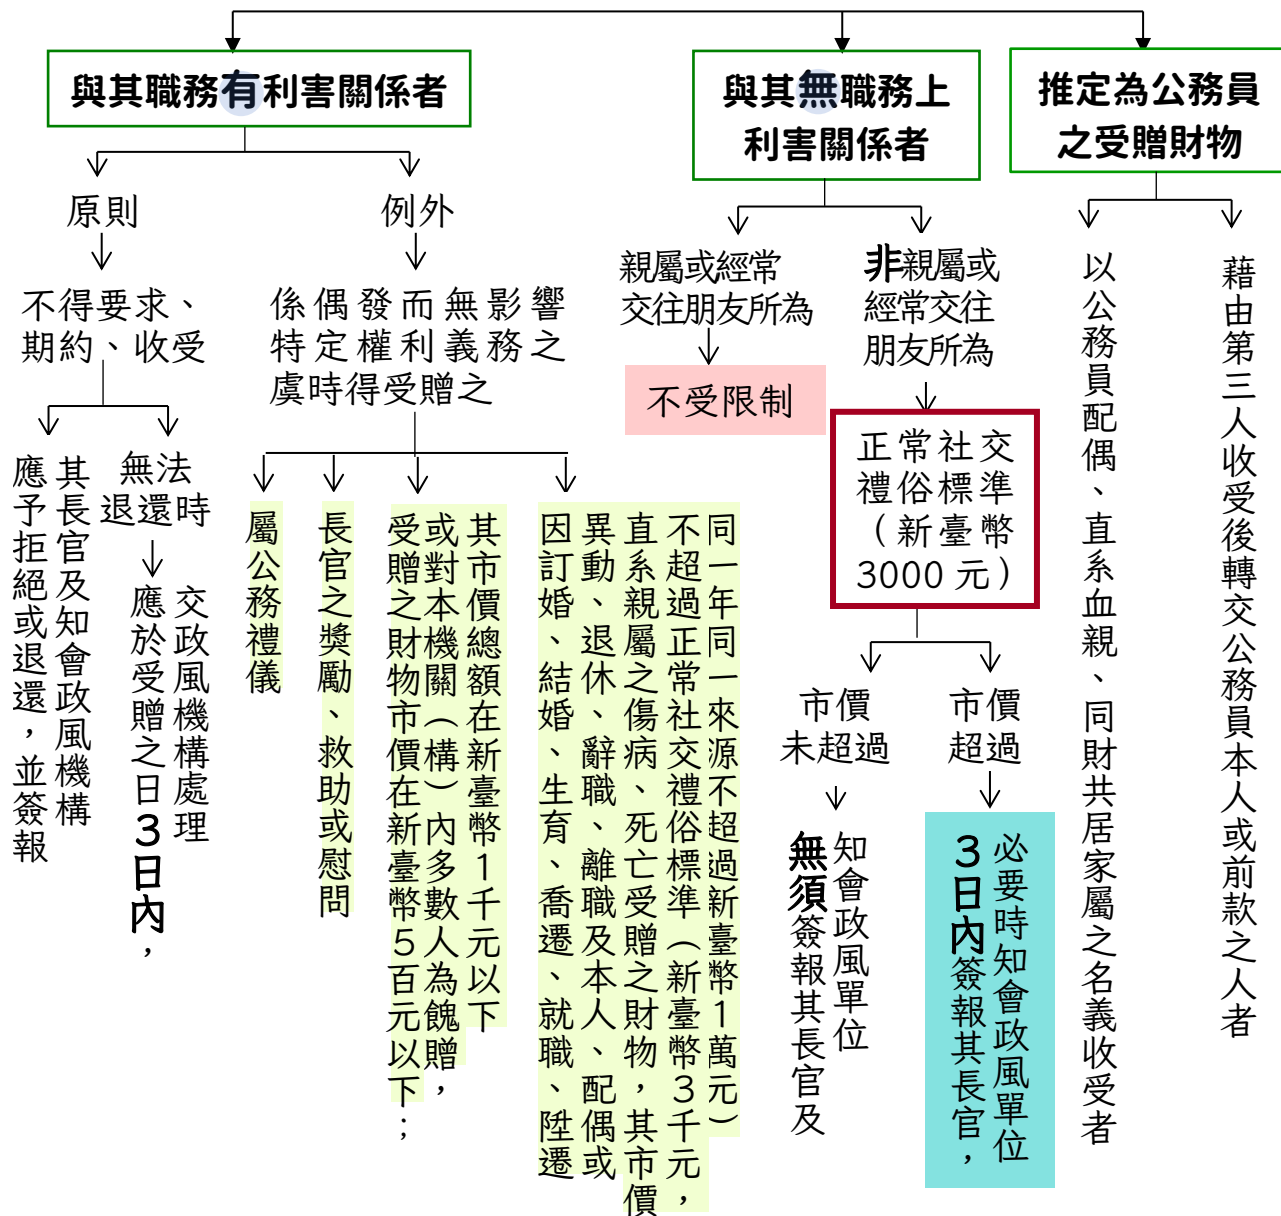 與其職務有利害關係者
原則
不得要求、
期約、收受
應予拒絕或退還，並簽報
其長官及知會政風機構
無法
退還時
應於受贈之日3日內，
交政風機構處理
例外
係偶發而無影響
特定權利義務之
虞時得受贈之
屬公務禮儀
長官之獎勵、救助或慰問
受贈之財物市價在新臺幣5百元以下；
或對本機關（構）內多數人為餽贈，
其市價總額在新臺幣1千元以下
因訂婚、結婚、生育、喬遷、就職、陞遷
異動、退休、辭職、離職及本人、配偶或
直系親屬之傷病、死亡受贈之財物，其市價
不超過正常社交禮俗標準（新臺幣3千元，
同一年同一來源不超過新臺幣1萬元）
與其無職務上
利害關係者
親屬或經常
交往朋友所為
不受限制
非親屬或
經常交往
朋友所為
正常社交
禮俗標準
（新臺幣
3000元）
市價
未超過
無須簽報其長官及
知會政風單位
市價
超過
3日內簽報其長官，
必要時知會政風單位
推定為公務員
之受贈財物
以公務員配偶、直系血親、同財共居家屬之名義收受者
藉由第三人收受後轉交公務員本人或前款之人者